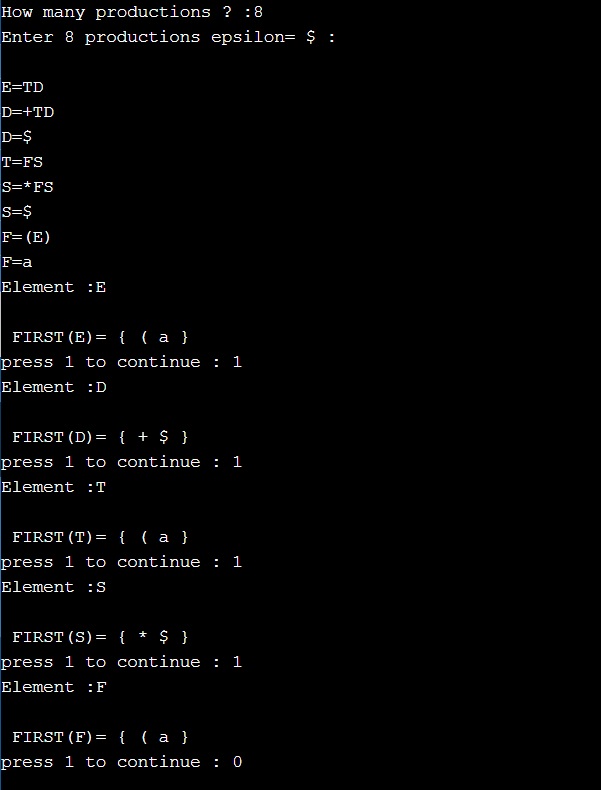 How many productions ? :8
Enter 8 productions epsilon= $ :
E=TD
D=+TD
D=$
T=FS
S=*FS
S=$
F=(E)
F=a
Element :E
FIRST(E)= { ( a }
press 1 to continue : 1
Element :D
FIRST(D)= { + $ }
press 1 to continue : 1
Element :T
FIRST(T)= { ( a }
press 1 to continue : 1
Element :S
FIRST(S)= { * $ }
press 1 to continue : 1
Element :F
FIRST(F)= { ( a }
press 1 to continue : 0